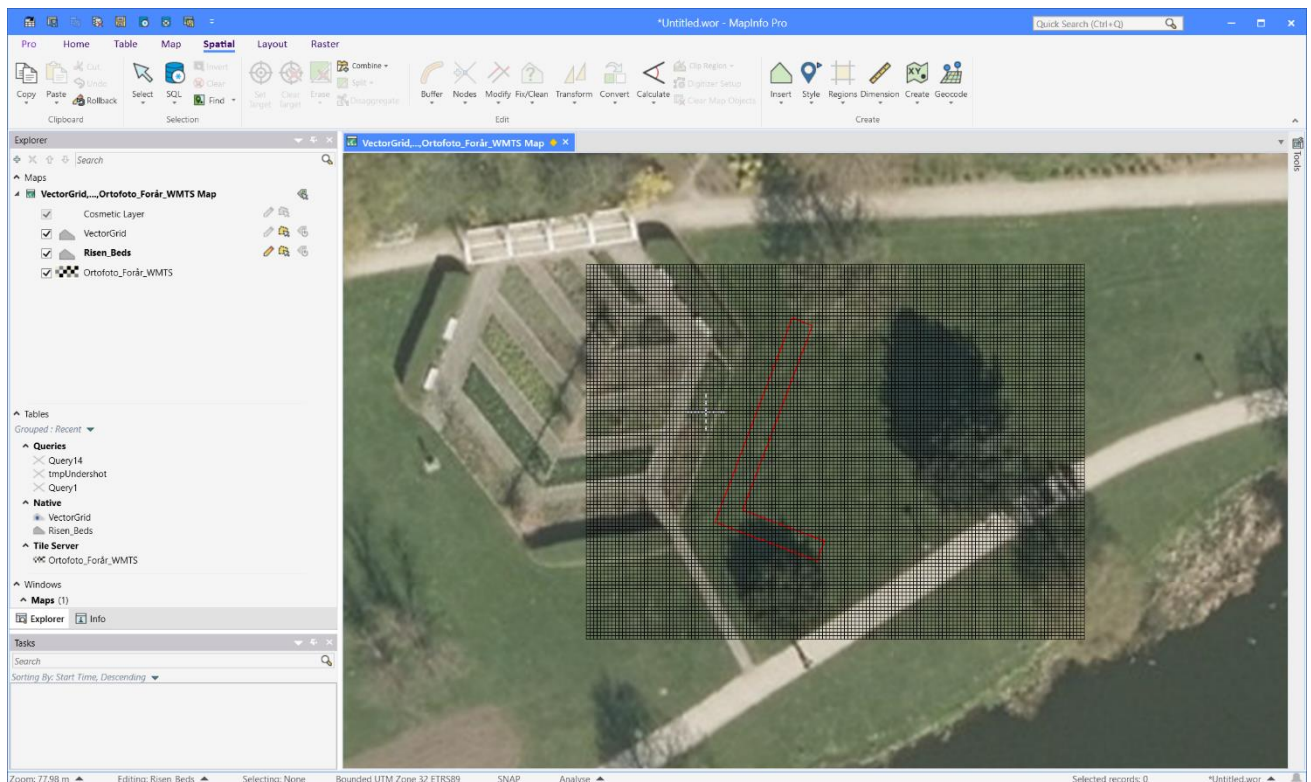 *Untitled.wor - MapInfo Pro
Quick Search (Ctrl+Q)
Pro Home Table Map Spatial Layout Raster
Copy Paste Cut Undo Rollback
Clipboard
Select SQL Insert Clear Find
Selection
Set Target Clear Target Erase Combine Split Disaggregate
Buffer Nodes Modify Fix/Clean Transform Convert Calculate Clip Region Digitizer Setup Clear Map Objects
Edit
Insert Style Regions Dimension Create Geocode
Create
Explorer
Search
Maps
VectorGrid,...,Ortofoto_Forår_WMTS Map
Cosmetic Layer
VectorGrid
Risen_Beds
Ortofoto_Forår_WMTS
Tables
Grouped : Recent
Queries
Query14
tmpUndershot
Query1
Native
VectorGrid
Risen_Beds
Tile Server
Ortofoto_Forår_WMTS
Windows
Maps (1)
Explorer Info
Tasks
Search
Sorting By: Start Time, Descending
VectorGrid,...,Ortofoto_Forår_WMTS Map
Tools
Zoom: 77.98 m Editing: Risen_Beds Selecting: None Bounded UTM Zone 32 ETRS89 SNAP Analyse Selected records: 0 *Untitled.wor